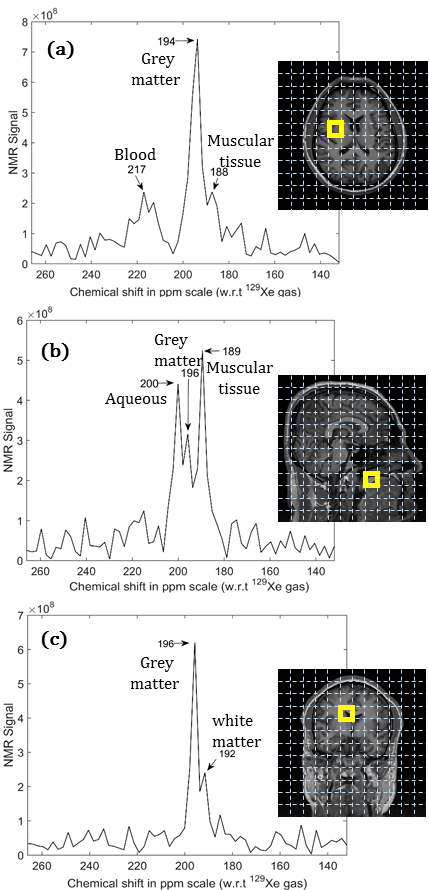 ×10⁸
8
7
6
5
4
3
2
1
0
NMR Signal
(a)
194
Grey
matter
Blood
217
Muscular
tissue
188
260 240 220 200 180 160 140
Chemical shift in ppm scale (w.r.t ¹²⁹Xe gas)
×10⁸
6
5
4
3
2
1
0
NMR Signal
(b)
Grey
matter
196
189
Muscular
tissue
200
Aqueous
260 240 220 200 180 160 140
Chemical shift in ppm scale (w.r.t ¹²⁹Xe gas)
×10⁸
7
6
5
4
3
2
1
0
NMR Signal
(c)
196
Grey
matter
white
matter
192
260 240 220 200 180 160 140
Chemical shift in ppm scale (w.r.t ¹²⁹Xe gas)